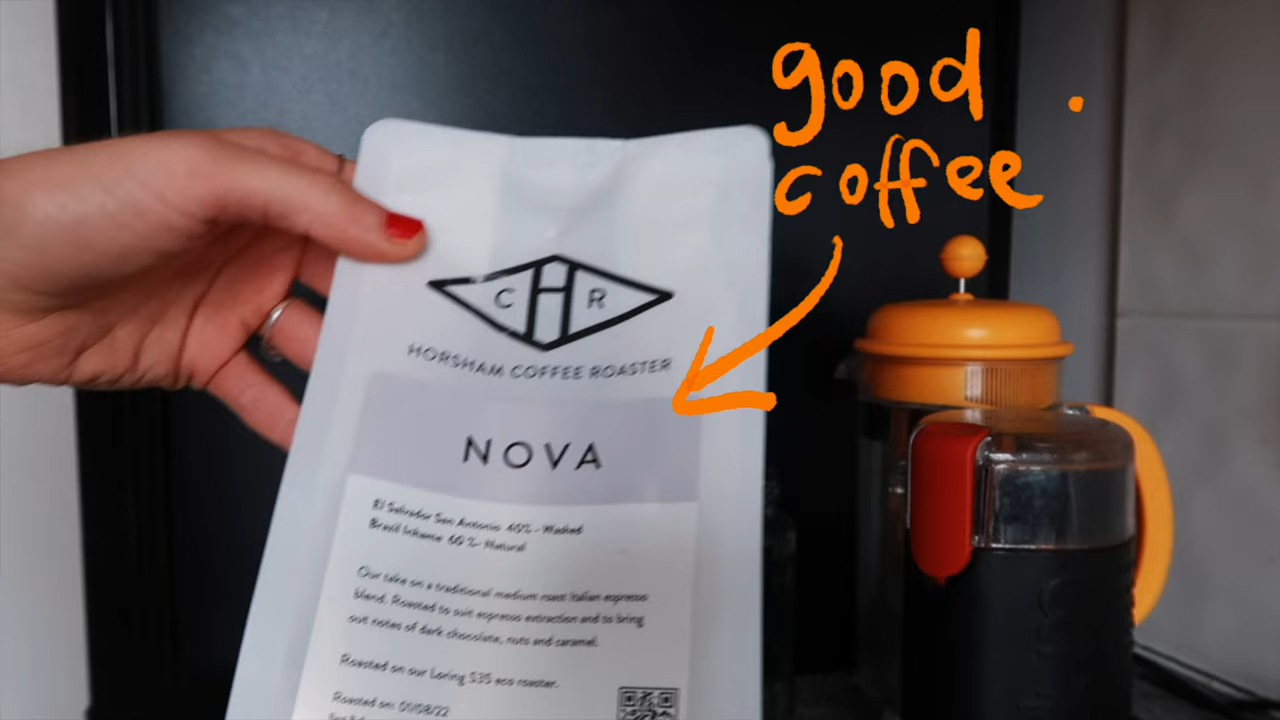 good
coffee
C H R
HORSHAM COFFEE ROASTER
NOVA
El Salvador San Antonio 40% - Washed
Brazil Inhame 60 %- Natural
Our take on a traditional medium roast Italian espresso
blend. Roasted to suit espresso extraction and to bring
out notes of dark chocolate, nuts and caramel.
Roasted on our Loring S35 eco roaster.
Roasted on: 01/08/22